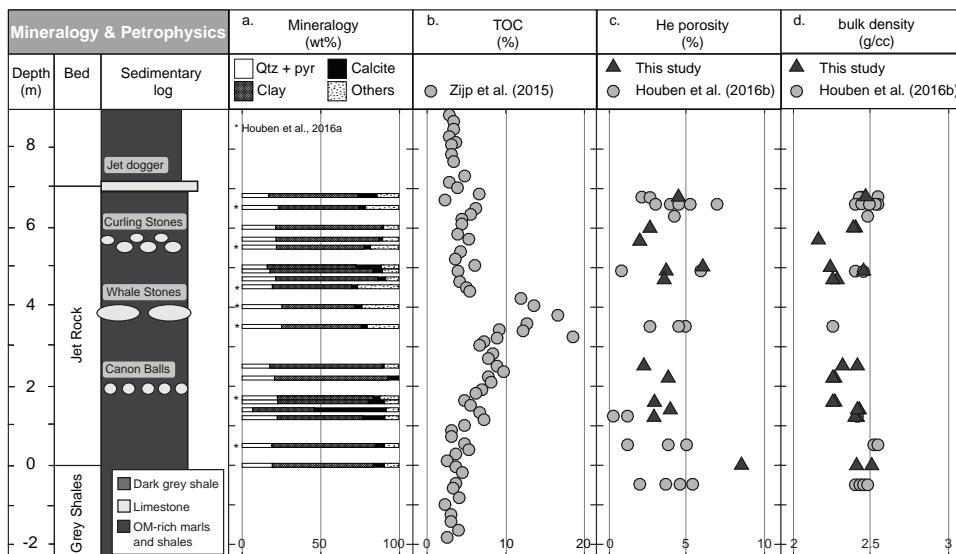 Mineralogy & Petrophysics
Depth
(m)
Bed
Sedimentary
log
a.
Mineralogy
(wt%)
Qtz + pyr
Calcite
Clay
Others
b.
TOC
(%)
Zijp et al. (2015)
c.
He porosity
(%)
This study
Houben et al. (2016b)
d.
bulk density
(g/cc)
This study
Houben et al. (2016b)
* Houben et al., 2016a
8
6
4
2
0
-2
Jet Rock
Grey Shales
Jet dogger
Curling Stones
Whale Stones
Canon Balls
Dark grey shale
Limestone
OM-rich marls
and shales
*
*
*
*
*
*
*
0 50 100
0 10 20
0 5 10
2 2.5 3